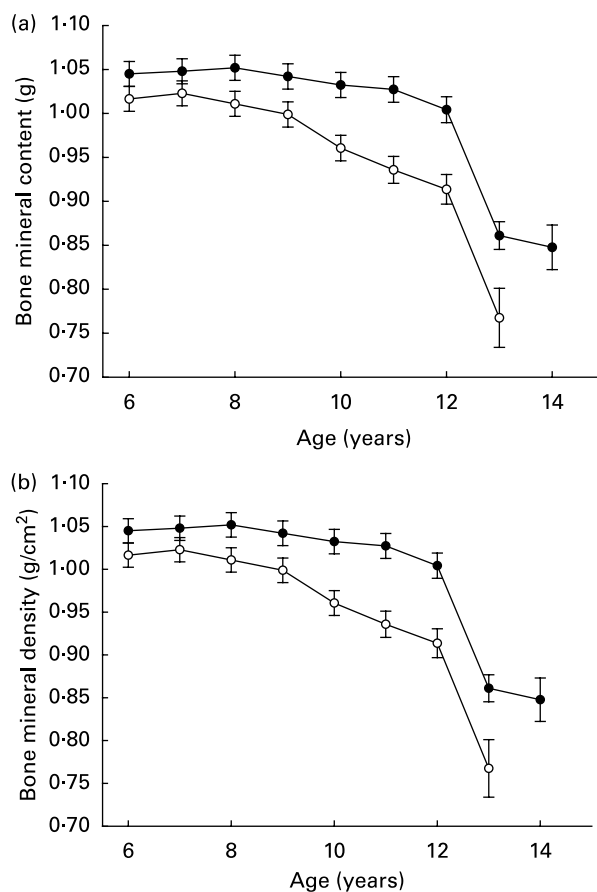 (a)
1·10
1·05
1·00
0·95
0·90
0·85
0·80
0·75
0·70
Bone mineral content (g)
6 8 10 12 14
Age (years)
(b)
1·10
1·05
1·00
0·95
0·90
0·85
0·80
0·75
0·70
Bone mineral density (g/cm²)
6 8 10 12 14
Age (years)